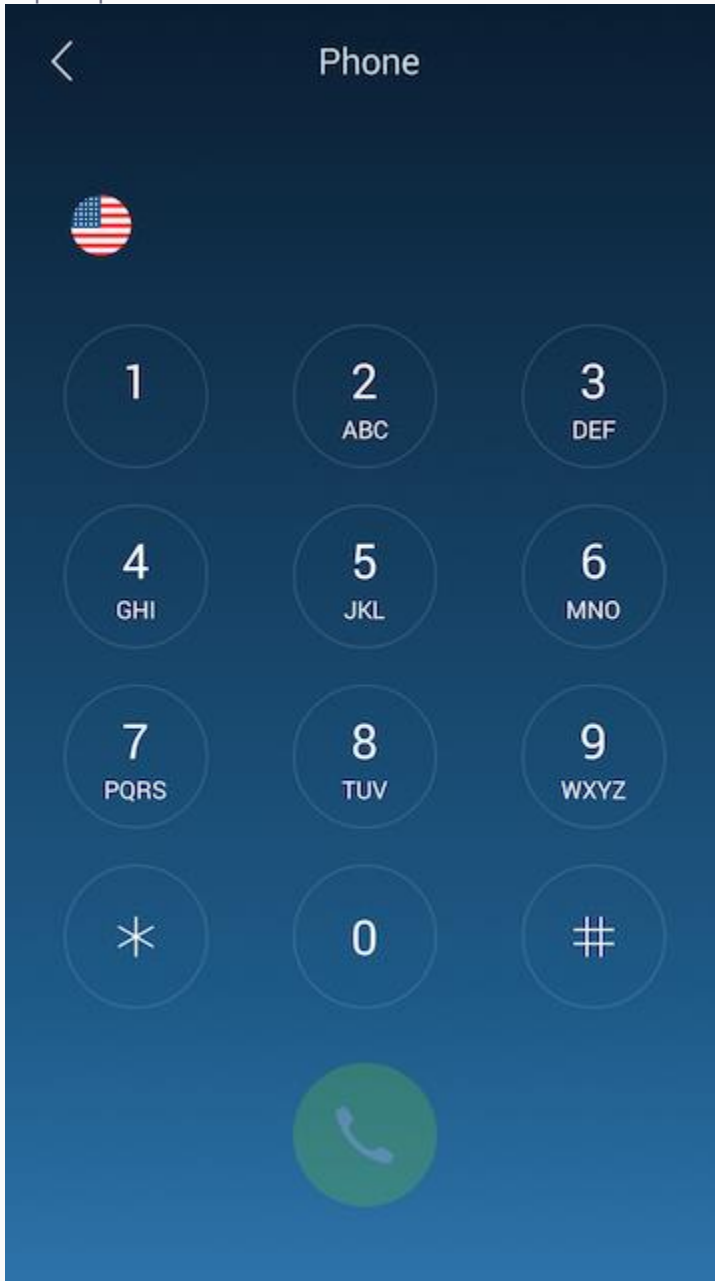 Phone
1 2 3
ABC DEF
4 5 6
GHI JKL MNO
7 8 9
PQRS TUV WXYZ
* 0 #